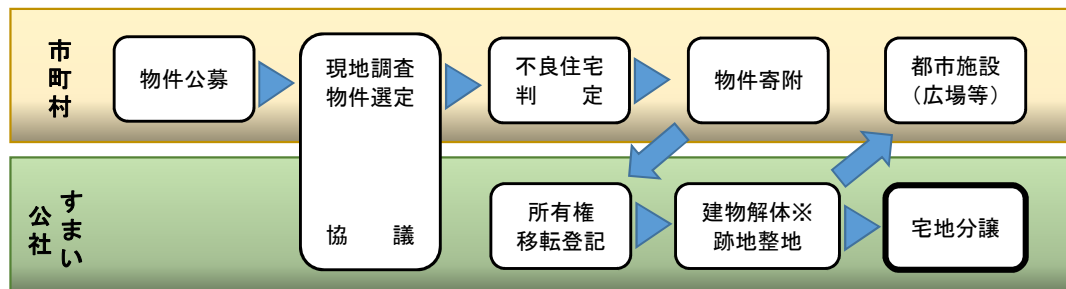 市町村
物件公募
現地調査
物件選定
協　　議
不良住宅
判　　定
物件寄附
都市施設
（広場等）
すまい
公社
所有権
移転登記
建物解体※
跡地整地
宅地分譲